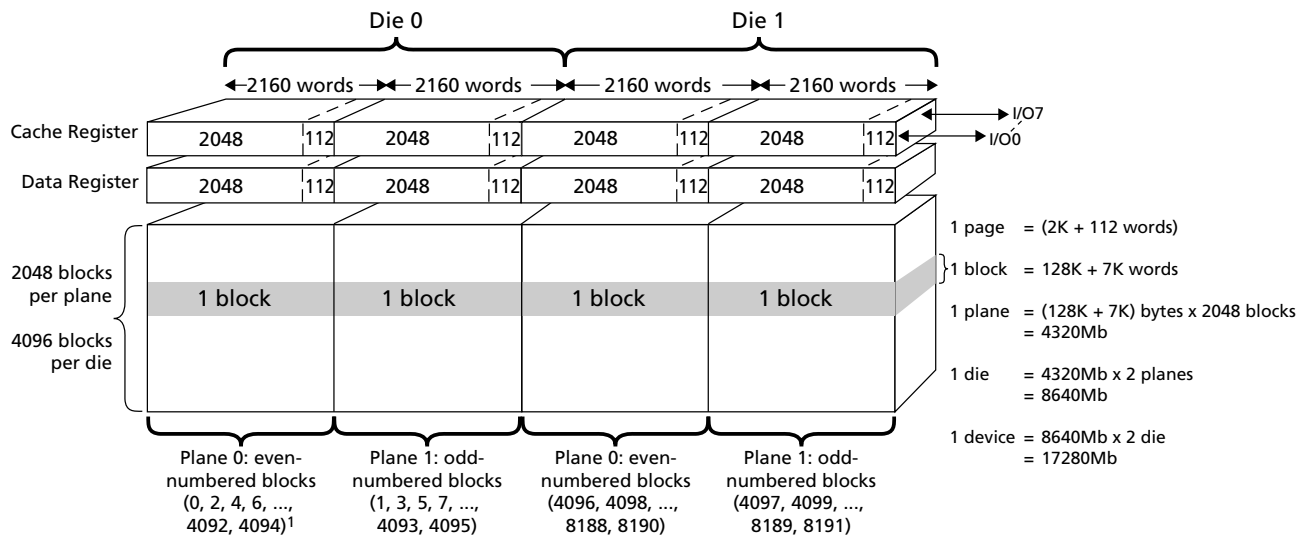 Die 0
Die 1
2160 words
2160 words
2160 words
2160 words
Cache Register
2048
112
2048
112
2048
112
2048
112
I/O7
I/O0
Data Register
2048
112
2048
112
2048
112
2048
112
2048 blocks
per plane
4096 blocks
per die
1 block
1 block
1 block
1 block
1 page = (2K + 112 words)
1 block = 128K + 7K words
1 plane = (128K + 7K) bytes x 2048 blocks
= 4320Mb
1 die = 4320Mb x 2 planes
= 8640Mb
1 device = 8640Mb x 2 die
= 17280Mb
Plane 0: even-
numbered blocks
(0, 2, 4, 6, ...,
4092, 4094)¹
Plane 1: odd-
numbered blocks
(1, 3, 5, 7, ...,
4093, 4095)
Plane 0: even-
numbered blocks
(4096, 4098, ...,
8188, 8190)
Plane 1: odd-
numbered blocks
(4097, 4099, ...,
8189, 8191)